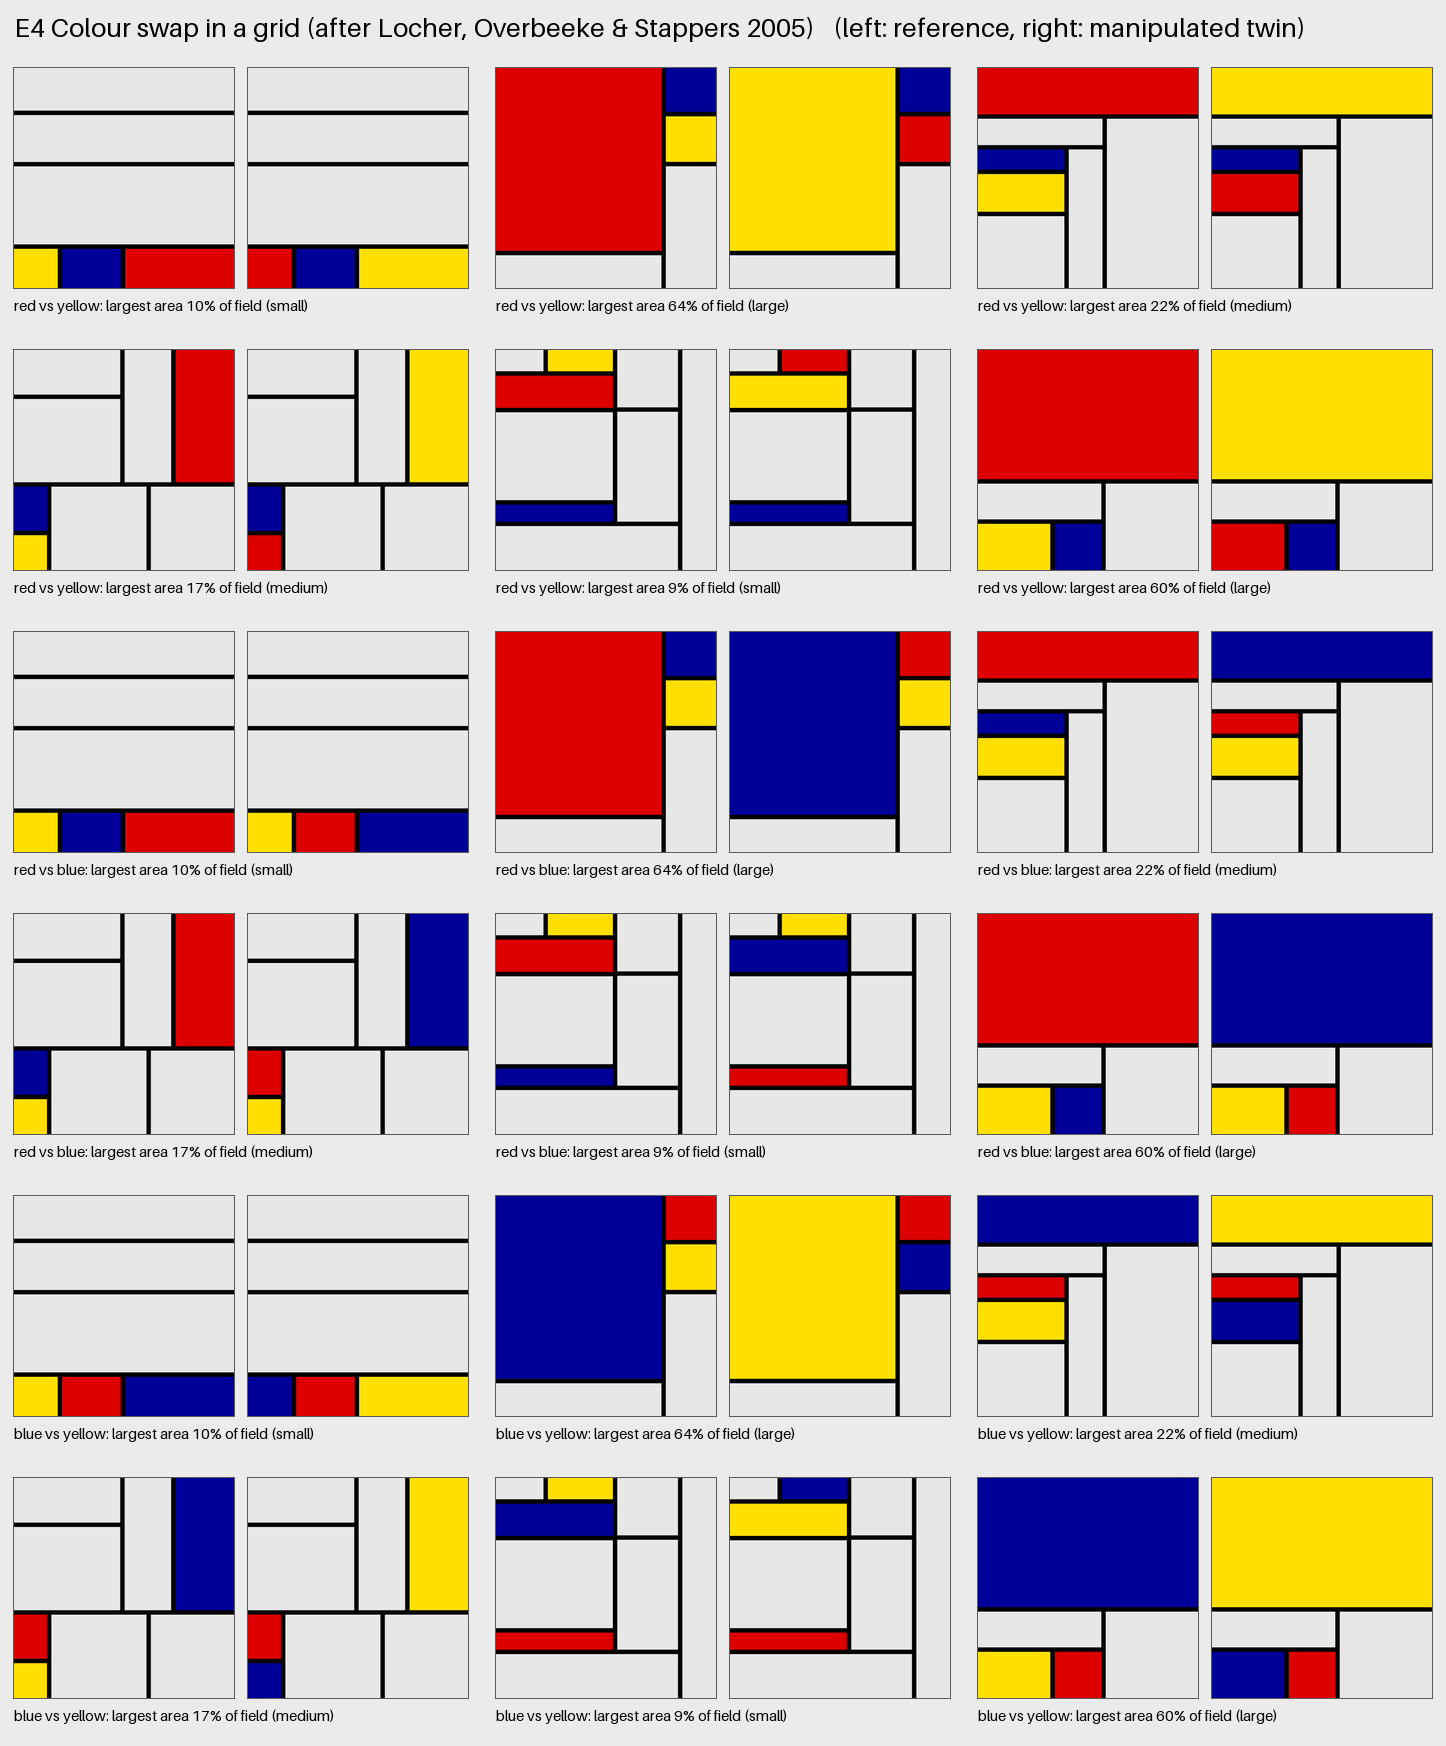 E4 Colour swap in a grid (after Locher, Overbeeke & Stappers 2005) (left: reference, right: manipulated twin)
red vs yellow: largest area 10% of field (small)
red vs yellow: largest area 64% of field (large)
red vs yellow: largest area 22% of field (medium)
red vs yellow: largest area 17% of field (medium)
red vs yellow: largest area 9% of field (small)
red vs yellow: largest area 60% of field (large)
red vs blue: largest area 10% of field (small)
red vs blue: largest area 64% of field (large)
red vs blue: largest area 22% of field (medium)
red vs blue: largest area 17% of field (medium)
red vs blue: largest area 9% of field (small)
red vs blue: largest area 60% of field (large)
blue vs yellow: largest area 10% of field (small)
blue vs yellow: largest area 64% of field (large)
blue vs yellow: largest area 22% of field (medium)
blue vs yellow: largest area 17% of field (medium)
blue vs yellow: largest area 9% of field (small)
blue vs yellow: largest area 60% of field (large)